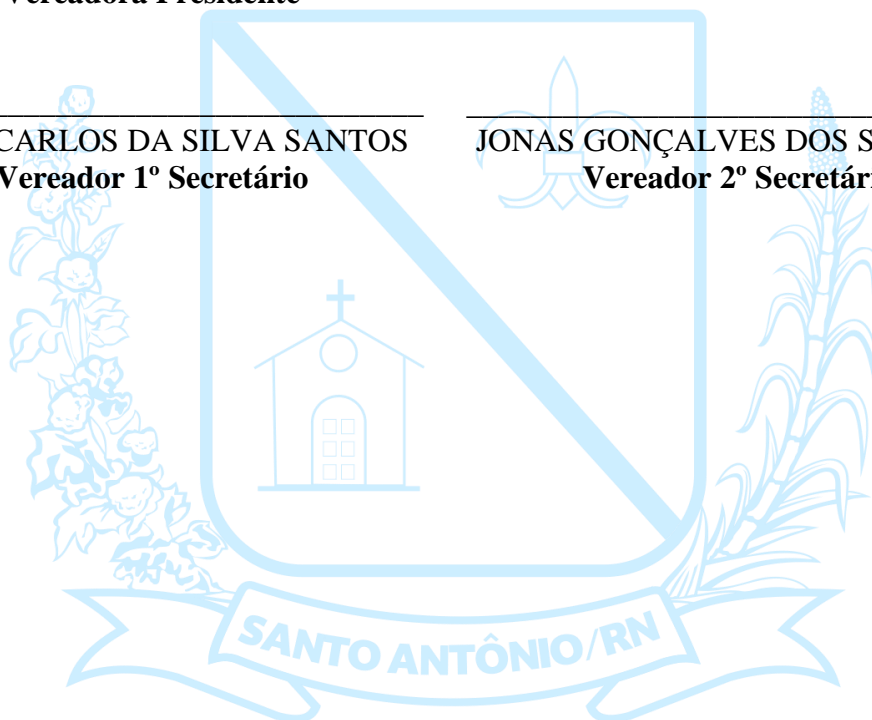 Vereadora Presidente
CARLOS DA SILVA SANTOS
Vereador 1º Secretário
JONAS GONÇALVES DOS S
Vereador 2º Secretári
SANTO ANTÔNIO/RN